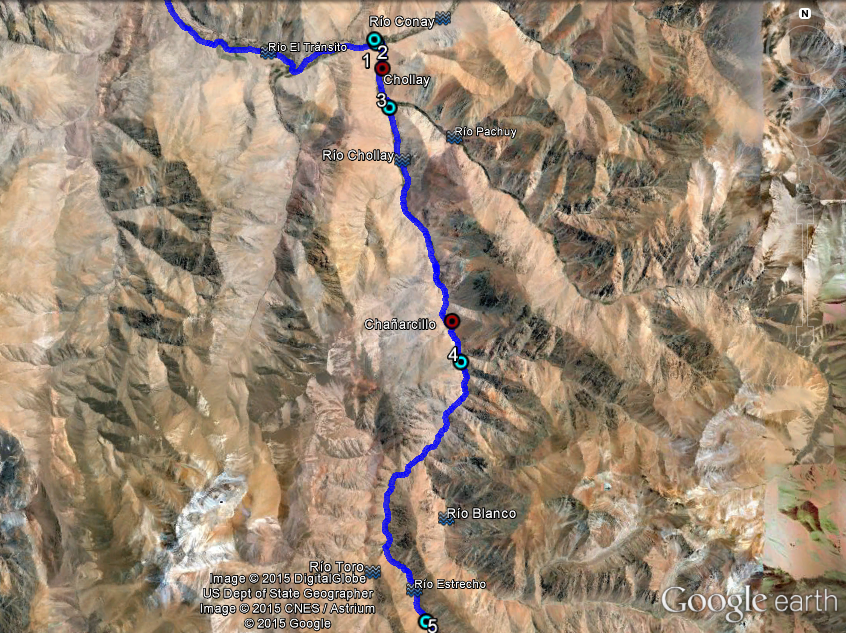 N
Río Conay
Río El Tránsito
1
2
Chollay
3
Río Pachuy
Río Chollay
Chañarcillo
4
Río Blanco
Río Toro
Río Estrecho
Image © 2015 DigitalGlobe
US Dept of State Geographer
Image © 2015 CNES / Astrium
© 2015 Google
Google earth
5